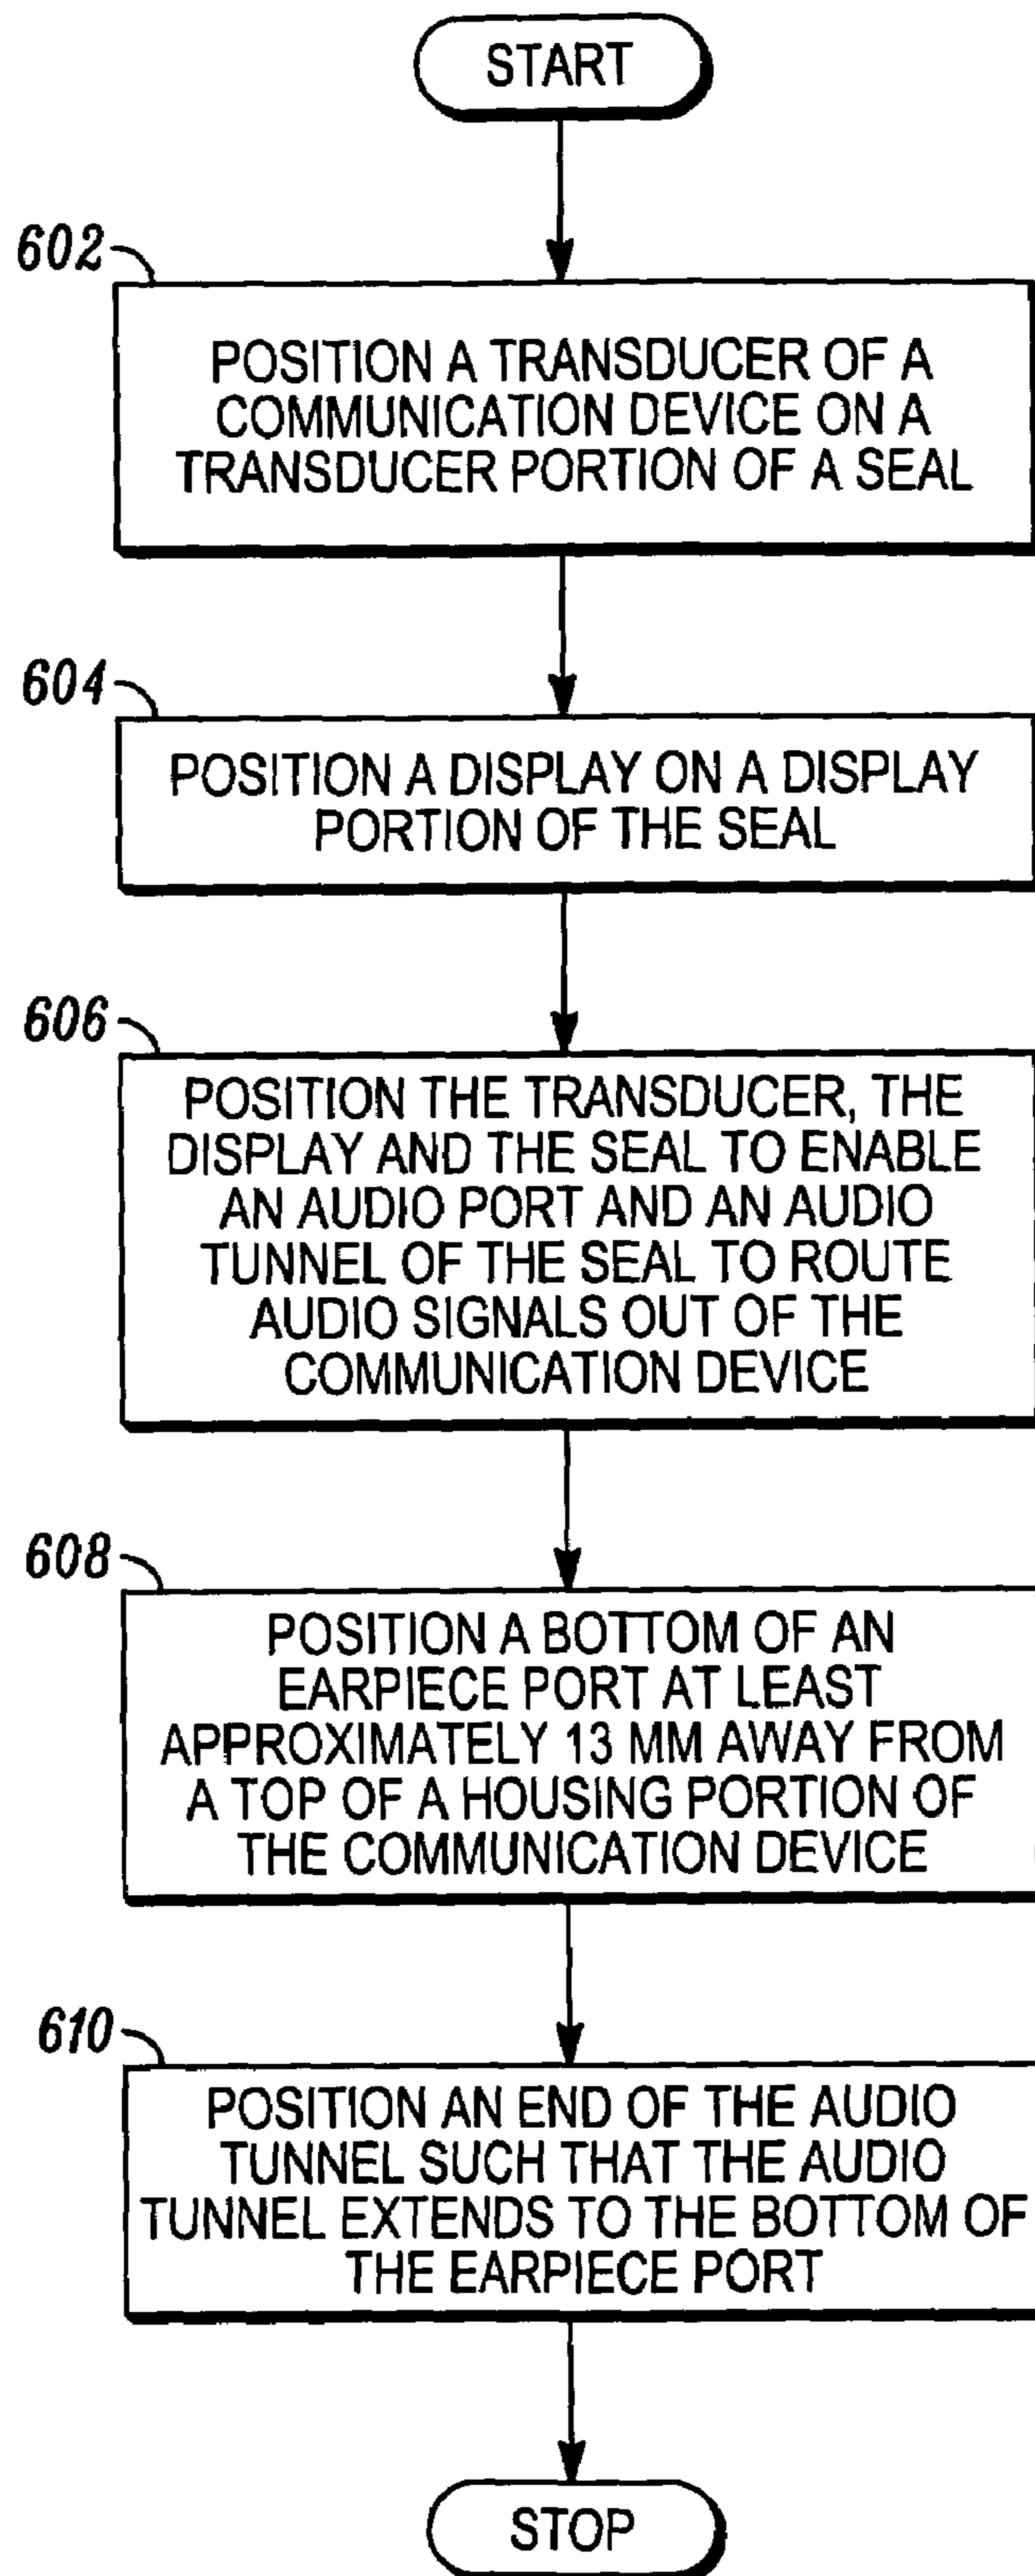 START
602
POSITION A TRANSDUCER OF A
COMMUNICATION DEVICE ON A
TRANSDUCER PORTION OF A SEAL
604
POSITION A DISPLAY ON A DISPLAY
PORTION OF THE SEAL
606
POSITION THE TRANSDUCER, THE
DISPLAY AND THE SEAL TO ENABLE
AN AUDIO PORT AND AN AUDIO
TUNNEL OF THE SEAL TO ROUTE
AUDIO SIGNALS OUT OF THE
COMMUNICATION DEVICE
608
POSITION A BOTTOM OF AN
EARPIECE PORT AT LEAST
APPROXIMATELY 13 MM AWAY FROM
A TOP OF A HOUSING PORTION OF
THE COMMUNICATION DEVICE
610
POSITION AN END OF THE AUDIO
TUNNEL SUCH THAT THE AUDIO
TUNNEL EXTENDS TO THE BOTTOM OF
THE EARPIECE PORT
STOP